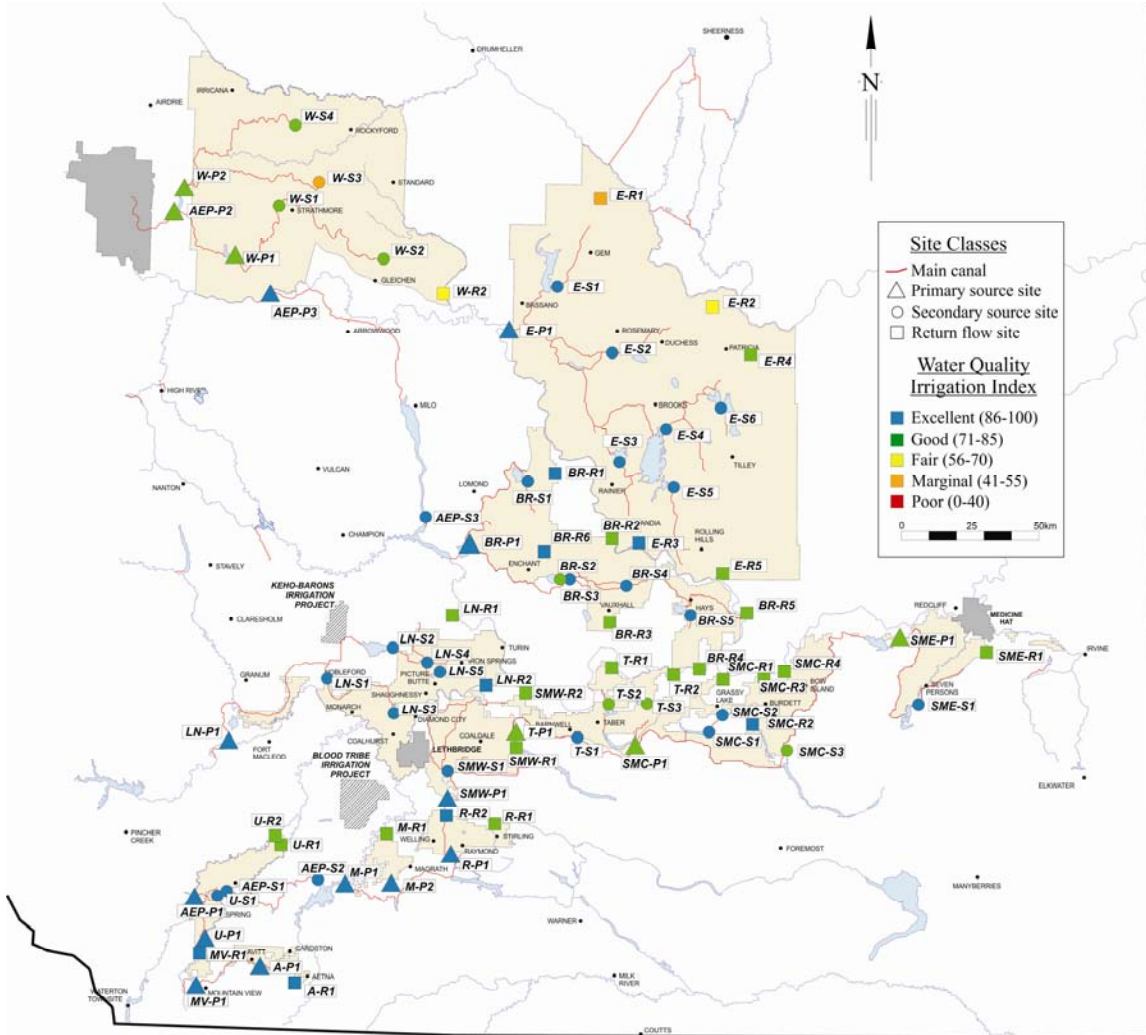 SHEERNESS
DRUMHELLER
IRRICANA
AIRDRIE
W-S4
ROCKYFORD
N
W-P2
W-S3
STANDARD
E-R1
AEP-P2
W-S1
STRATHMORE
W-P1
W-S2
GEM
GLEICHEN
W-R2
E-S1
AEP-P3
BASSANO
E-R2
E-P1
ROSEMARY
E-S2
DUCHESS
PATRICIA
E-R4
Site Classes
Main canal
Primary source site
Secondary source site
Return flow site
Water Quality
Irrigation Index
Excellent (86-100)
Good (71-85)
Fair (56-70)
Marginal (41-55)
Poor (0-40)
0 25 50km
HIGH RIVER
MILO
BROOKS
E-S6
E-S4
E-S3
VULCAN
TILLEY
NANTON
LOMOND
BR-R1
BR-S1
RAINIER
E-S5
AEP-S3
CHAMPION
BR-P1
BR-R6
BR-R2
E-R3
ROLLING
HILLS
STAVELY
ENCHANT
BR-S2
BR-S3
BR-S4
E-R5
KEHO-BARONS
IRRIGATION
PROJECT
LN-R1
VAUXHALL
HAYS
BR-S5
BR-R5
BR-R3
REDCLIFF
MEDICINE
HAT
CLARESHOLM
LN-S2
TURIN
SME-P1
SME-R1
IRVINE
LN-S4
IRON SPRINGS
LN-S5
NOBLEFORD
PICTURE
BUTTE
T-R1
BR-R4
SMC-R1
SMC-R4
GRANUM
LN-S1
SHAUGHNESSY
LN-R2
SMW-R2
T-R2
SMC-R3
BOW
ISLAND
SEVEN
PERSONS
SME-S1
MONARCH
LN-S3
DIAMOND CITY
T-S2
T-S3
GRASSY
LAKE
BURDETT
SMC-S2
SMC-R2
LN-P1
FORT
MACLEOD
COALHURST
LETHBRIDGE
COALDALE
BARNWELL
T-P1
TABER
SMW-R1
T-S1
SMC-P1
SMC-S1
SMC-S3
BLOOD TRIBE
IRRIGATION
PROJECT
SMW-S1
ELKWATER
SMW-P1
PINCHER
CREEK
U-R2
U-R1
M-R1
R-R2
R-R1
WELLING
STIRLING
RAYMOND
R-P1
FOREMOST
AEP-S1
AEP-S2
M-P1
MAGRATH
M-P2
U-S1
AEP-P1
SPRING
MANYBERRIES
WARNER
U-P1
MV-R1
CARDSTON
A-P1
AETNA
A-R1
MILK
RIVER
MV-P1
MOUNTAIN VIEW
WATERTON
TOWNSITE
COUTTS